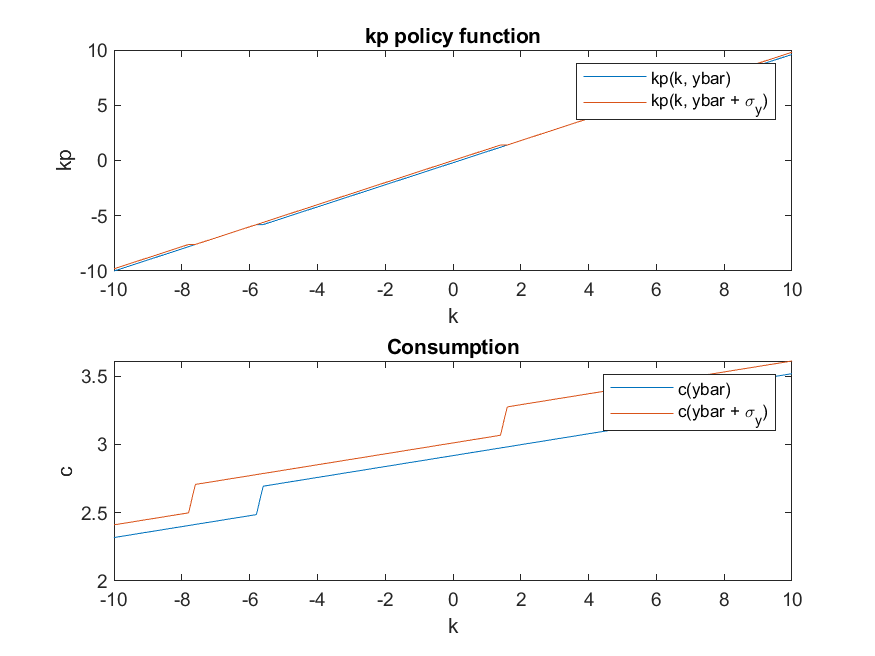 kp policy function
10
5
0
-5
-10
kp
kp(k, ybar)
kp(k, ybar + σy)
-10 -8 -6 -4 -2 0 2 4 6 8 10
k
Consumption
3.5
3
2.5
2
c
c(ybar)
c(ybar + σy)
-10 -8 -6 -4 -2 0 2 4 6 8 10
k